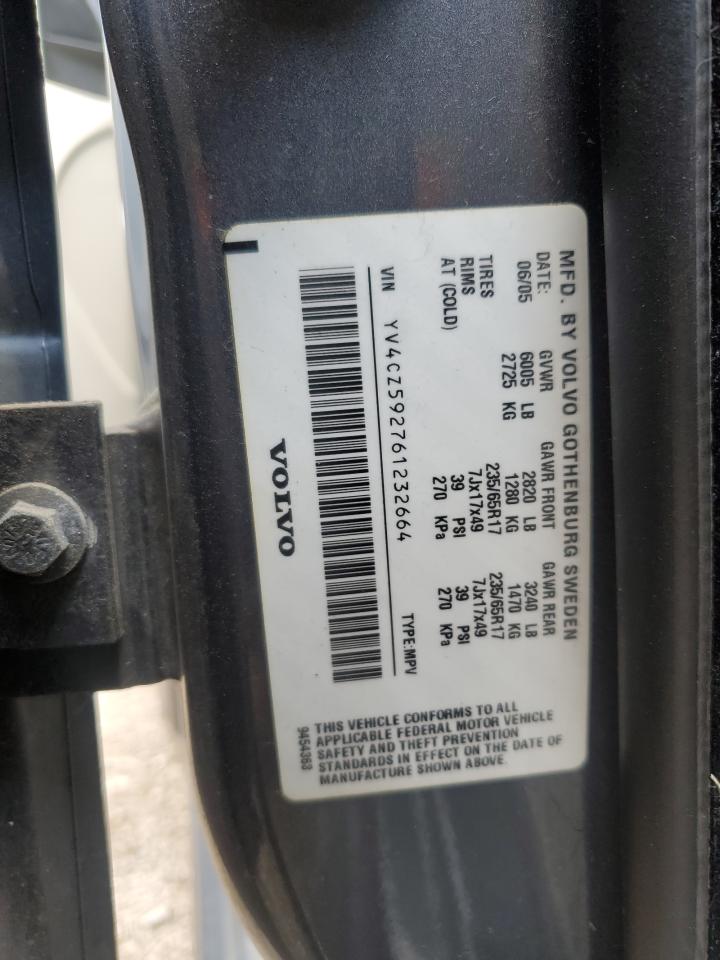 MFD. BY VOLVO GOTHENBURG SWEDEN
DATE: GVWR GAWR FRONT GAWR REAR
06/05 6005 LB 2820 LB 3240 LB
2725 KG 1280 KG 1470 KG
TIRES 235/65R17 235/65R17
RIMS 7Jx17x49 7Jx17x49
AT (COLD) 39 PSI 39 PSI
270 KPa 270 KPa
TYPE:MPV
VIN YV4CZ592761232664
VOLVO
THIS VEHICLE CONFORMS TO ALL
APPLICABLE FEDERAL MOTOR VEHICLE
SAFETY AND THEFT PREVENTION
STANDARDS IN EFFECT ON THE DATE OF
MANUFACTURE SHOWN ABOVE.
9454363